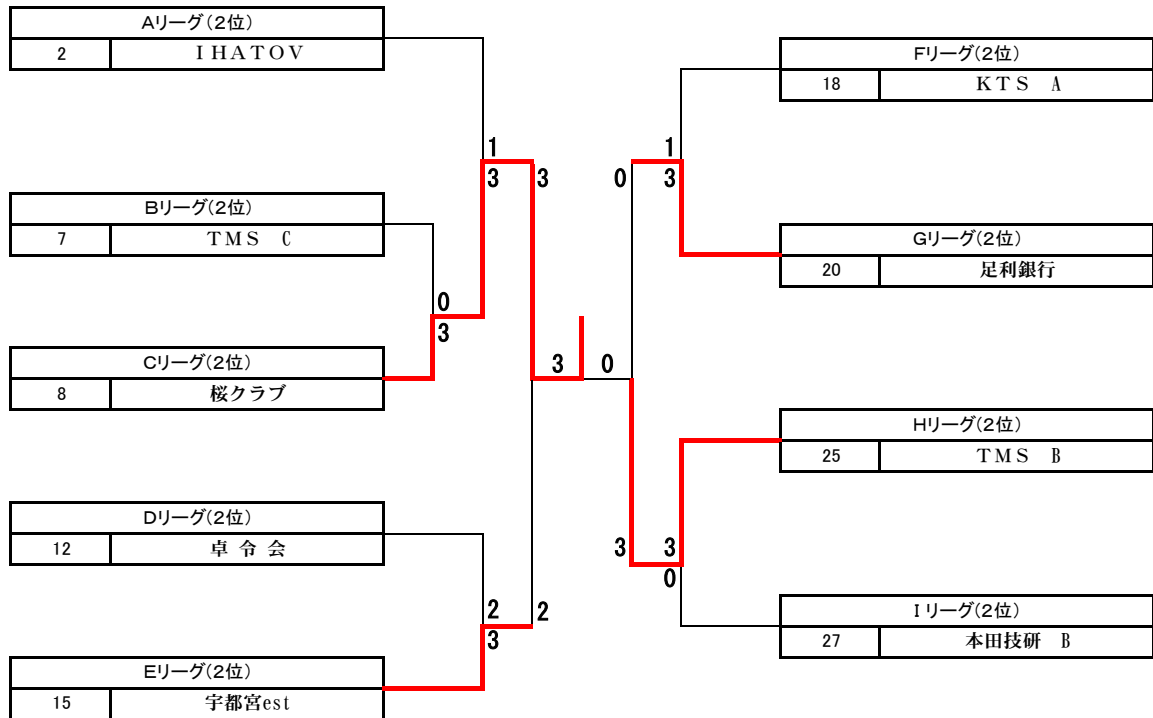 Aリーグ(2位)
2 IHATOV
Bリーグ(2位)
7 TMS C
Cリーグ(2位)
8 桜クラブ
Dリーグ(2位)
12 卓令会
Eリーグ(2位)
15 宇都宮est
1
3
3
0
3
3
0
2
3
2
0
1
3
3
3
0
Fリーグ(2位)
18 KTS A
Gリーグ(2位)
20 足利銀行
Hリーグ(2位)
25 TMS B
Iリーグ(2位)
27 本田技研 B